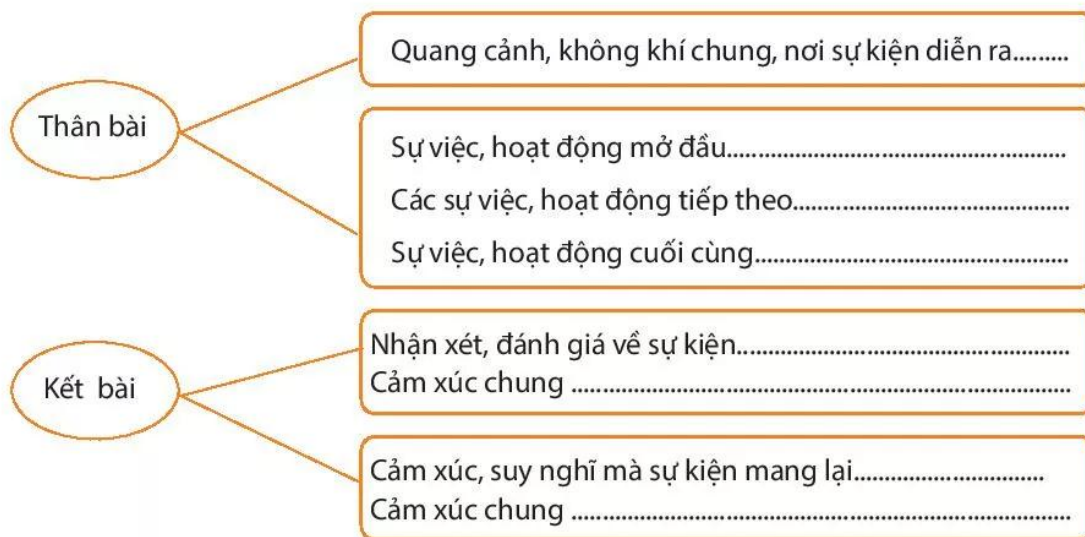 Quang cảnh, không khí chung, nơi sự kiện diễn ra.........
Thân bài
Sự việc, hoạt động mở đầu.....................................................
Các sự việc, hoạt động tiếp theo...........................................
Sự việc, hoạt động cuối cùng.................................................
Nhận xét, đánh giá về sự kiện....................................................
Cảm xúc chung ...........................................................................
Kết bài
Cảm xúc, suy nghĩ mà sự kiện mang lại..............................
Cảm xúc chung ...........................................................................